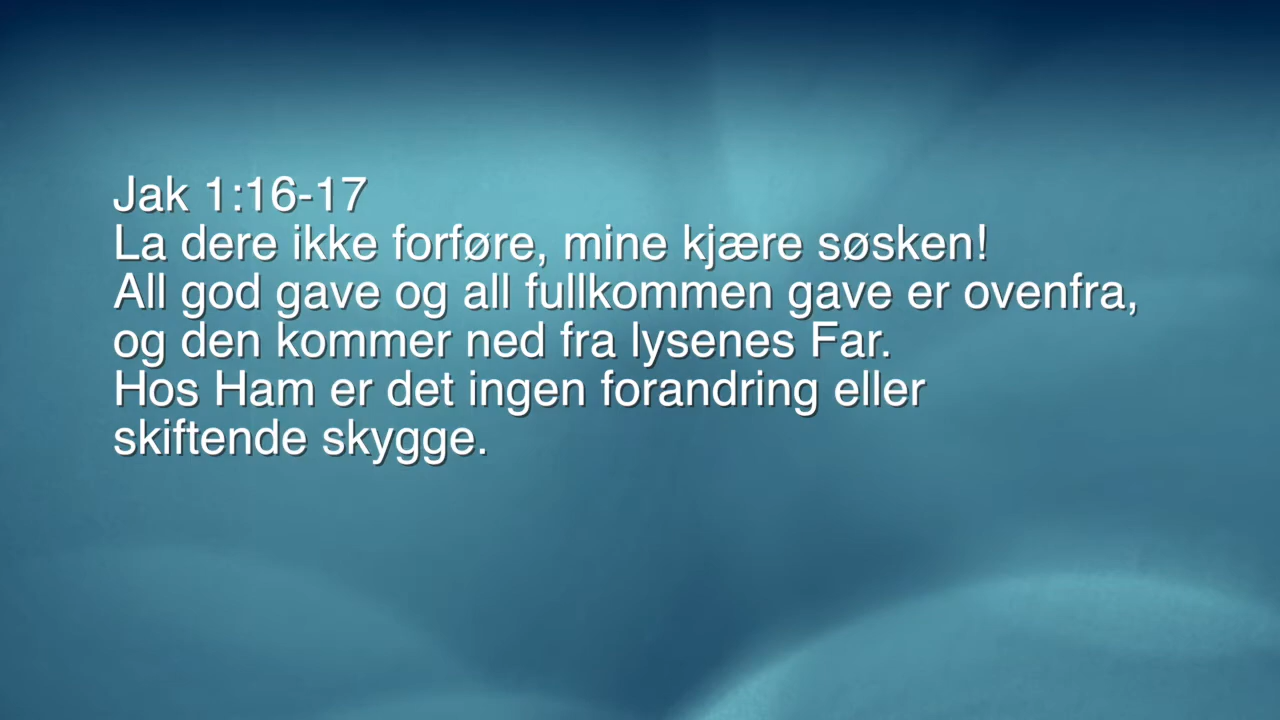 Jak 1:16-17
La dere ikke forføre, mine kjære søsken!
All god gave og all fullkommen gave er ovenfra,
og den kommer ned fra lysenes Far.
Hos Ham er det ingen forandring eller
skiftende skygge.